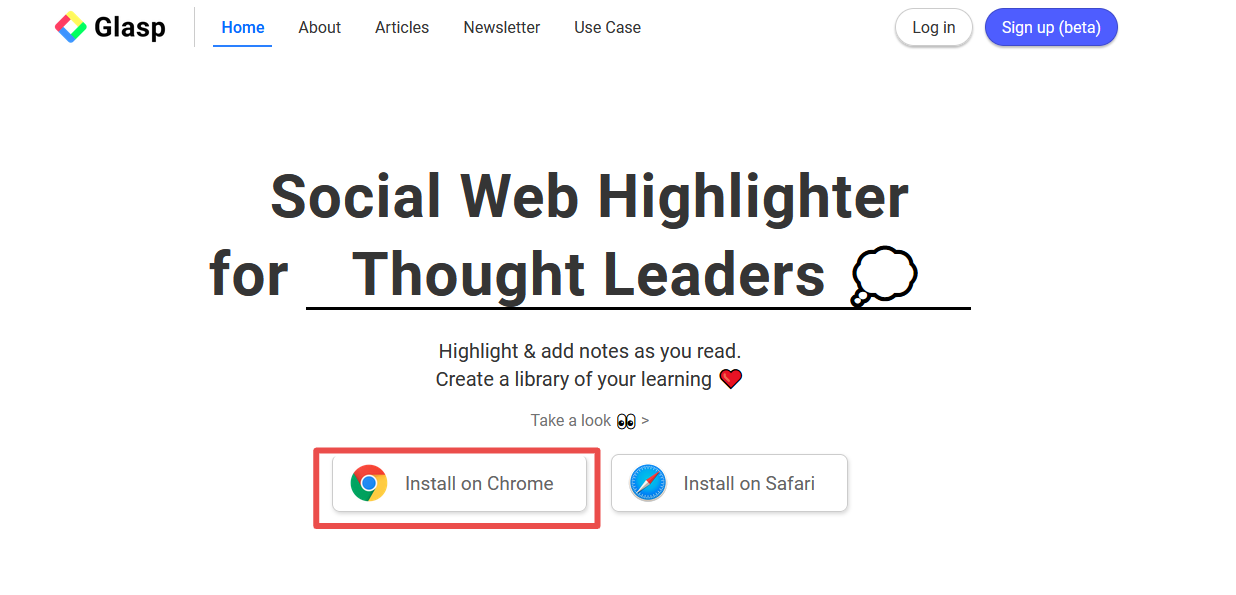 Glasp
Home
About
Articles
Newsletter
Use Case
Log in
Sign up (beta)
Social Web Highlighter
for Thought Leaders
Highlight & add notes as you read.
Create a library of your learning ❤️
Take a look 👀 >
Install on Chrome
Install on Safari